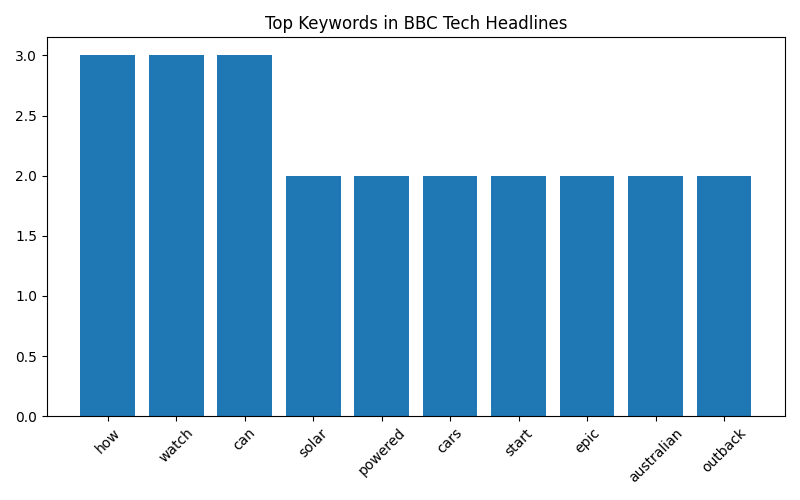 Top Keywords in BBC Tech Headlines
3.0
2.5
2.0
1.5
1.0
0.5
0.0
how
watch
can
solar
powered
cars
start
epic
australian
outback